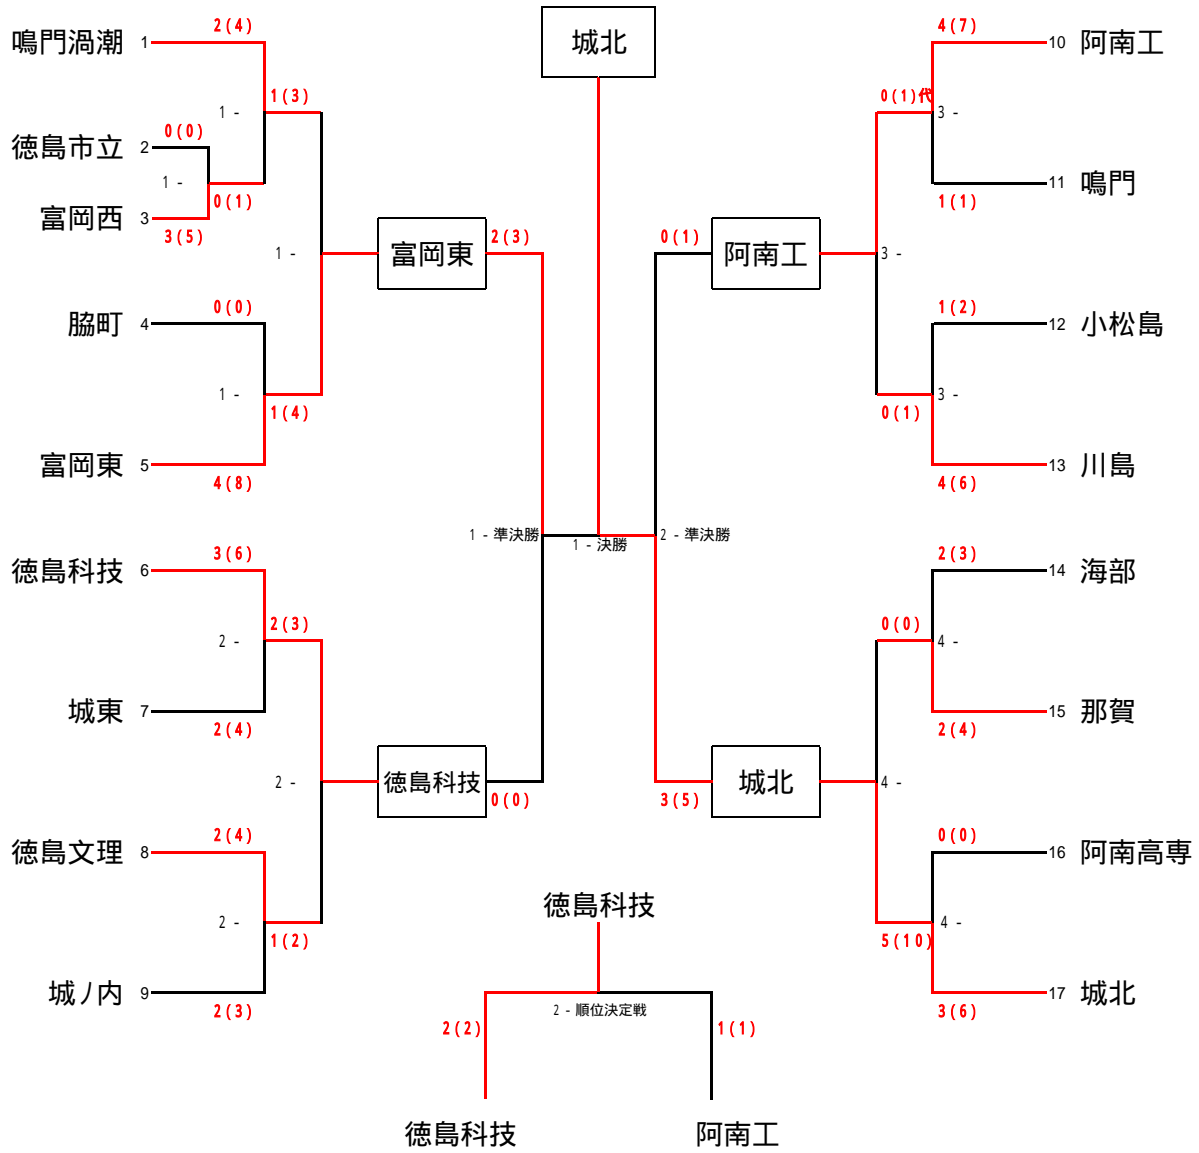 城北
2(4)
鳴門渦潮 1
1 -
1(3)
0(0)
徳島市立 2
1 -
0(1)
富岡西 3
3(5)
1 -
富岡東
2(3)
0(0)
脇町 4
1 -
1(4)
富岡東 5
4(8)
3(6)
徳島科技 6
2 -
2(3)
城東 7
2(4)
2 -
徳島科技
0(0)
2(4)
徳島文理 8
2 -
1(2)
城ノ内 9
2(3)
1 - 準決勝
1 - 決勝
2 - 準決勝
4(7)
10 阿南工
0(1)代
3 -
11 鳴門
1(1)
0(1)
阿南工
3 -
1(2)
12 小松島
3 -
0(1)
13 川島
4(6)
2(3)
14 海部
0(0)
4 -
15 那賀
2(4)
城北
3(5)
4 -
0(0)
16 阿南高専
4 -
5(10)
17 城北
3(6)
徳島科技
2 - 順位決定戦
2(2)
1(1)
徳島科技
阿南工